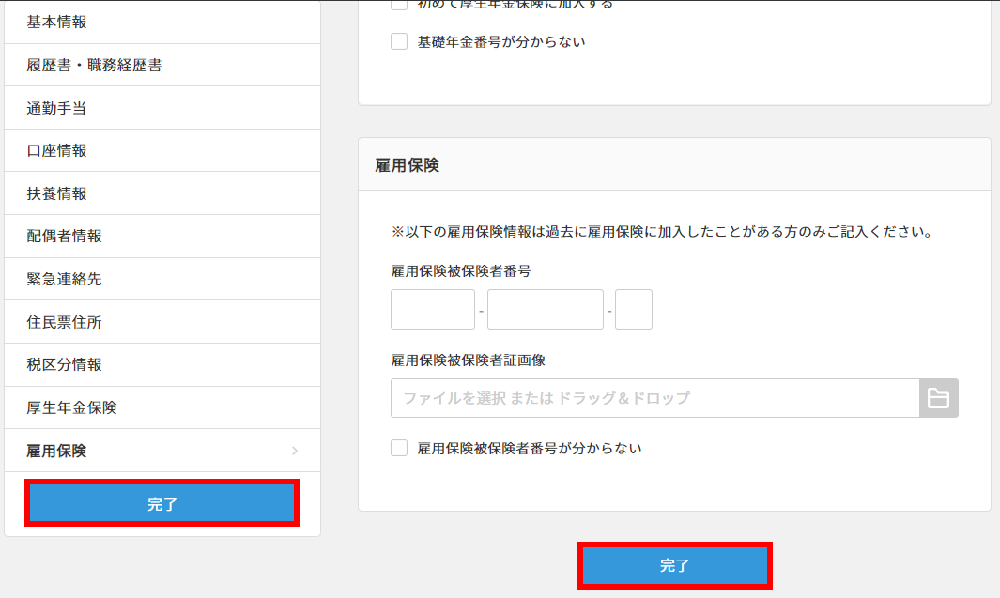 基本情報
履歴書・職務経歴書
通勤手当
口座情報
扶養情報
配偶者情報
緊急連絡先
住民票住所
税区分情報
厚生年金保険
雇用保険
完了
初めて厚生年金保険に加入する
基礎年金番号が分からない
雇用保険
※以下の雇用保険情報は過去に雇用保険に加入したことがある方のみご記入ください。
雇用保険被保険者番号
- -
雇用保険被保険者証画像
ファイルを選択 または ドラッグ＆ドロップ
雇用保険被保険者番号が分からない
完了